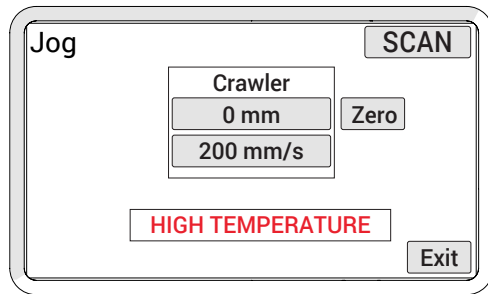 Jog SCAN
Crawler
0 mm Zero
200 mm/s
HIGH TEMPERATURE
Exit